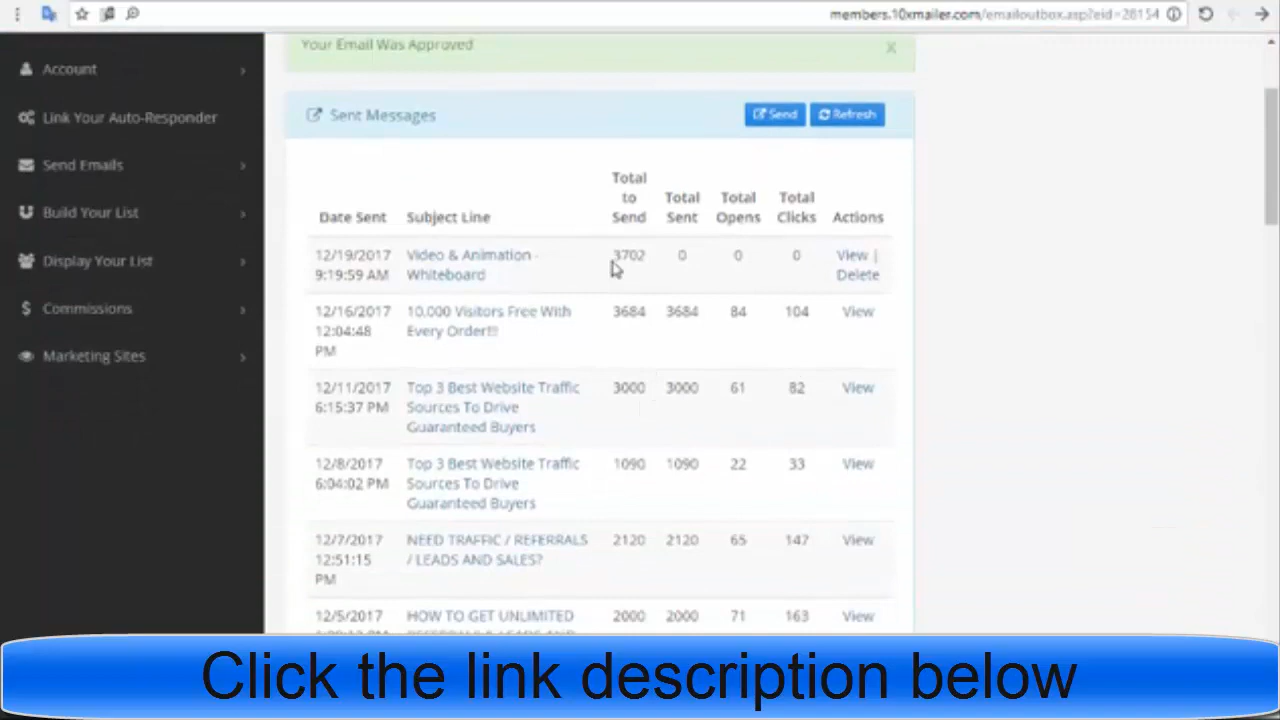 members.10xmailer.com/emailoutbox.asp?eid=28154
Your Email Was Approved
X
Account
Link Your Auto-Responder
Send Emails
Build Your List
Display Your List
Commissions
Marketing Sites
Sent Messages
Send
Refresh
Date Sent Subject Line Total to Send Total Sent Total Opens Total Clicks Actions
12/19/2017 Video & Animation - 3702 0 0 0 View |
9:19:59 AM Whiteboard Delete
12/16/2017 10,000 Visitors Free With 3684 3684 84 104 View
12:04:48 Every Order!!!
PM
12/11/2017 Top 3 Best Website Traffic 3000 3000 61 82 View
6:15:37 PM Sources To Drive
Guaranteed Buyers
12/8/2017 Top 3 Best Website Traffic 1090 1090 22 33 View
6:04:02 PM Sources To Drive
Guaranteed Buyers
12/7/2017 NEED TRAFFIC / REFERRALS 2120 2120 65 147 View
12:51:15 / LEADS AND SALES?
PM
12/5/2017 HOW TO GET UNLIMITED 2000 2000 71 163 View
Click the link description below